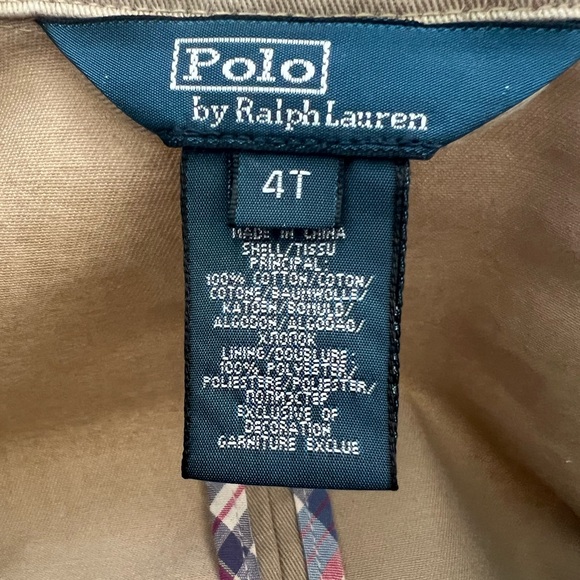 Polo
by Ralph Lauren
4T
MADE IN CHINA
SHELL/TISSU
PRINCIPAL:
100% COTTON/COTON/
COTONE/BAUMWOLLE/
KATOEN/BOMULD/
ALGODON/ALGODAO/
ХЛОПОК
LINING/DOUBLURE:
100% POLYESTER/
POLIESTERE/POLIESTER/
ПОЛИЭСТЕР
EXCLUSIVE OF
DECORATION
GARNITURE EXCLUE